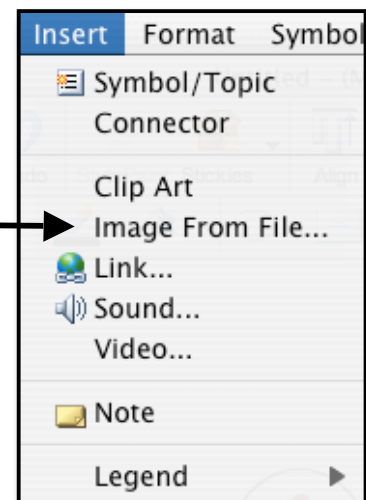 Insert Format Symbol
Symbol/Topic
Connector
Clip Art
Image From File...
Link...
Sound...
Video...
Note
Legend